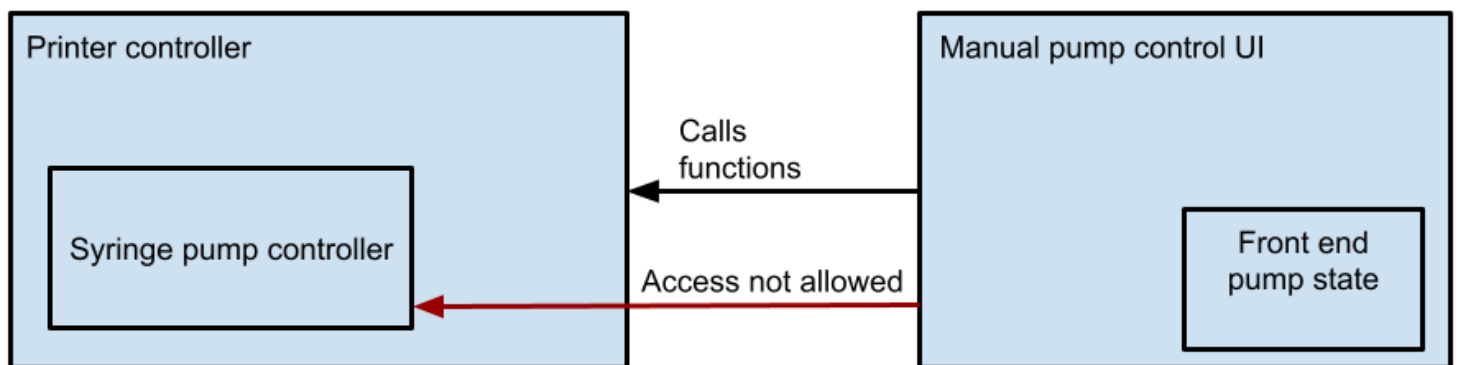 Printer controller
Manual pump control UI
Calls
functions
Syringe pump controller
Access not allowed
Front end
pump state